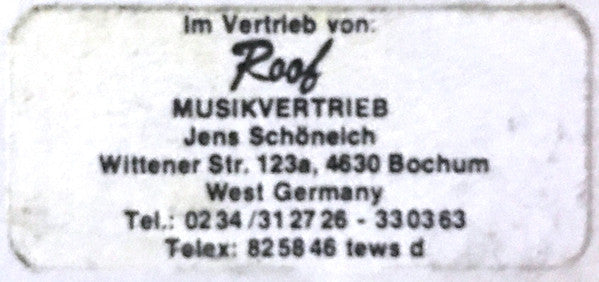 Im Vertrieb von:
Roof
MUSIKVERTRIEB
Jens Schöneich
Wittener Str. 123a, 4630 Bochum
West Germany
Tel.: 0234/312726 - 330363
Telex: 825846 tews d